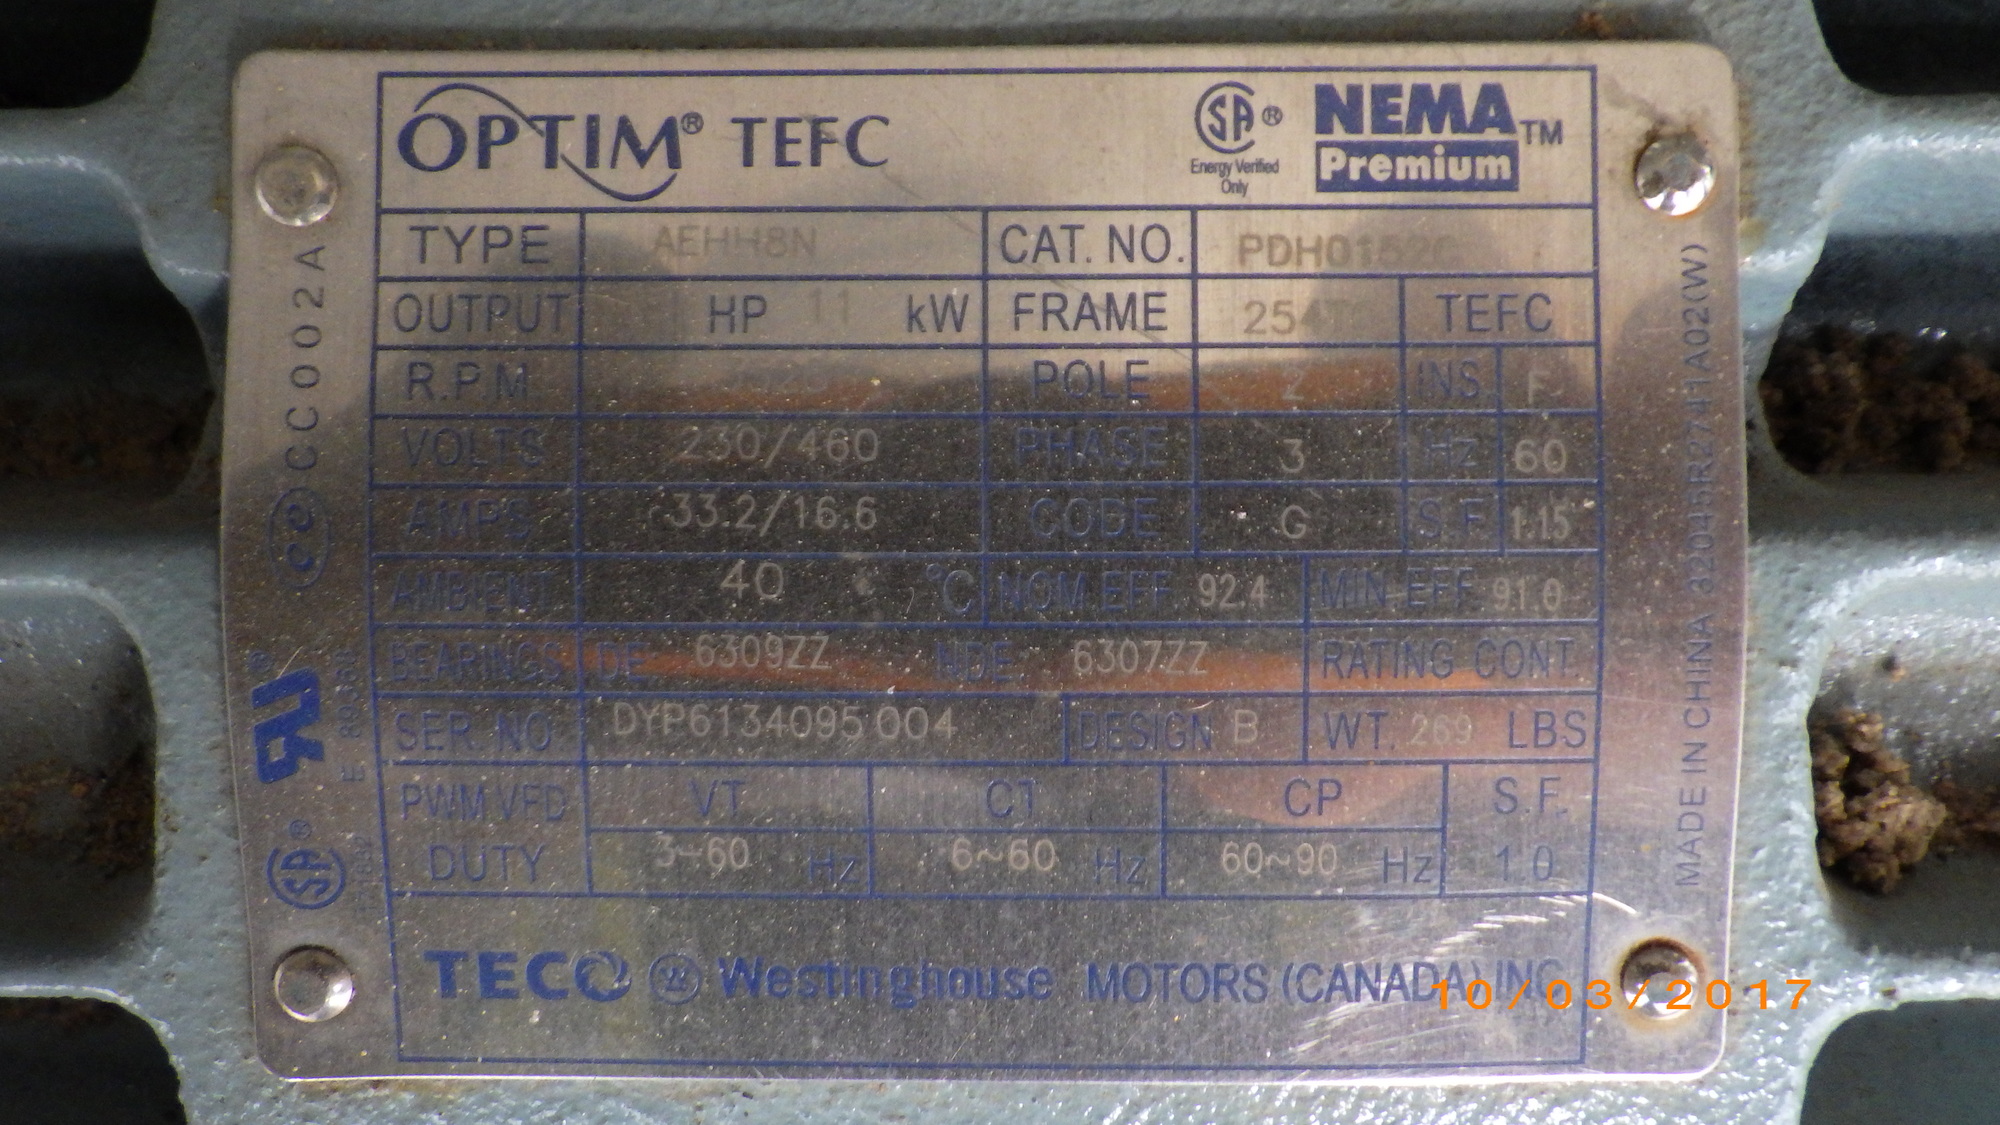 OPTIM® TEFC
SA ® Energy Verified Only
NEMA Premium ™
TYPE AEHH8N CAT. NO.
OUTPUT HP 11 kW FRAME TEFC
R.P.M. POLE 2 INS. F
VOLTS 230/460 PHASE 3 Hz 60
AMPS 33.2/16.6 CODE G S.F. 1.15
AMBIENT 40 °C NOM.EFF 92.4 MIN.EFF 91.0
BEARINGS DE 6309ZZ NDE 6307ZZ RATING CONT.
SER. NO. DYP6134095 004 DESIGN B WT. 269 LBS
PWM VFD VT CT CP S.F.
DUTY 3~60 Hz 6~60 Hz 60~90 Hz 1.0
TECO W Westinghouse MOTORS (CANADA) INC.
CC002A
MADE IN CHINA
10/03/2017